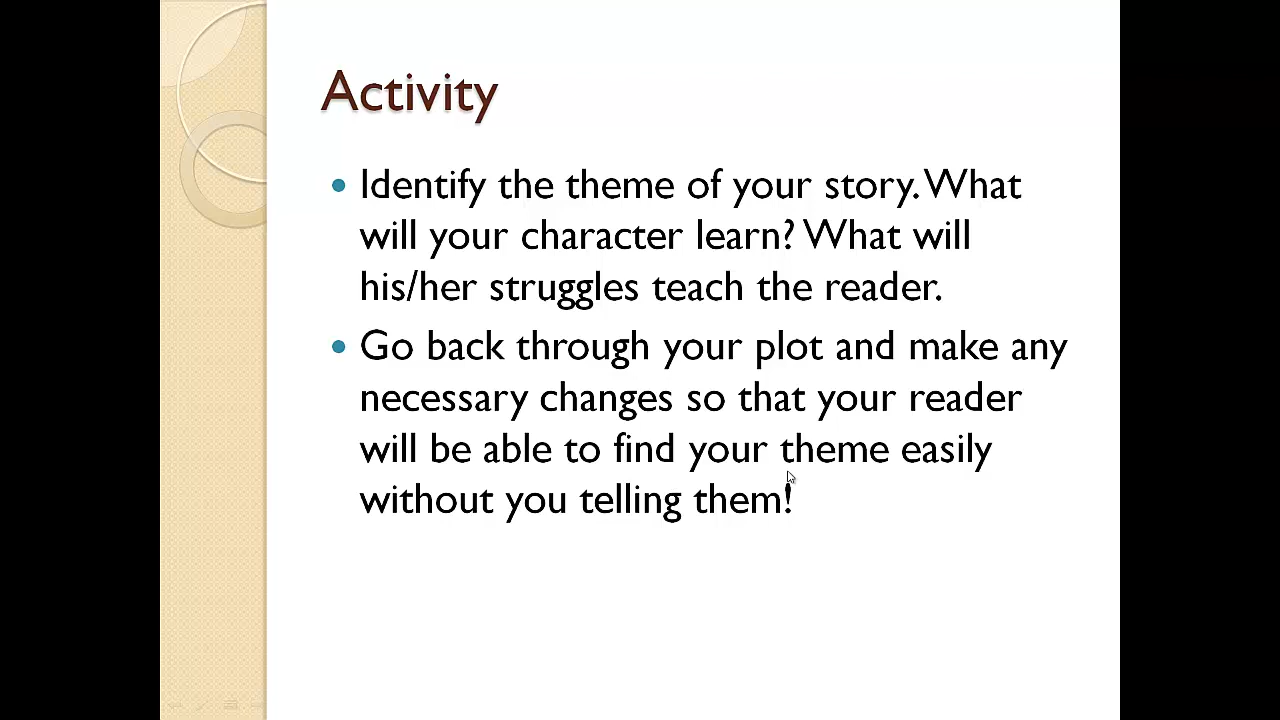 Activity
Identify the theme of your story. What
will your character learn? What will
his/her struggles teach the reader.
Go back through your plot and make any
necessary changes so that your reader
will be able to find your theme easily
without you telling them!